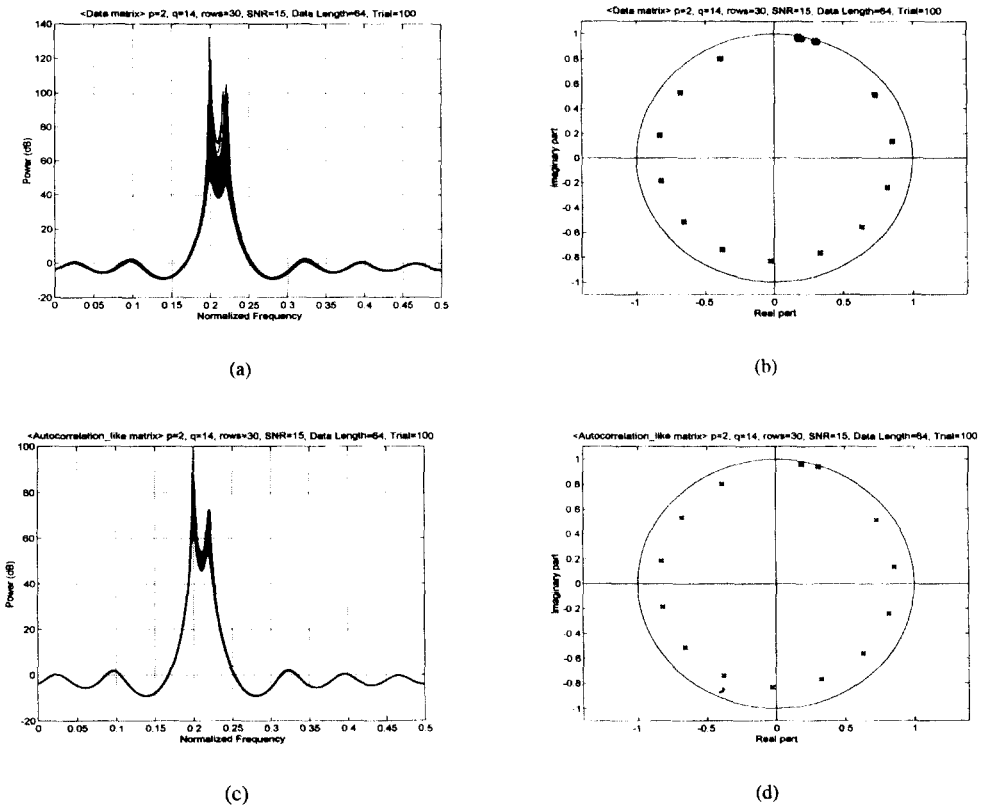 <Data matrix> p=2, q=14, rows=30, SNR=15, Data Length=64, Trial=100
140
120
100
80
60
40
20
0
-20
Power (dB)
0 0.05 0.1 0.15 0.2 0.25 0.3 0.35 0.4 0.45 0.5
Normalized Frequency
(a)
<Data matrix> p=2, q=14, rows=30, SNR=15, Data Length=64, Trial=100
1
0.8
0.6
0.4
0.2
0
-0.2
-0.4
-0.6
-0.8
-1
Imaginary part
-1 -0.5 0 0.5 1
Real part
(b)
<Autocorrelation_like matrix> p=2, q=14, rows=30, SNR=15, Data Length=64, Trial=100
100
80
60
40
20
0
-20
Power (dB)
0 0.05 0.1 0.15 0.2 0.25 0.3 0.35 0.4 0.45 0.5
Normalized Frequency
(c)
<Autocorrelation_like matrix> p=2, q=14, rows=30, SNR=15, Data Length=64, Trial=100
1
0.8
0.6
0.4
0.2
0
-0.2
-0.4
-0.6
-0.8
-1
Imaginary part
-1 -0.5 0 0.5 1
Real part
(d)